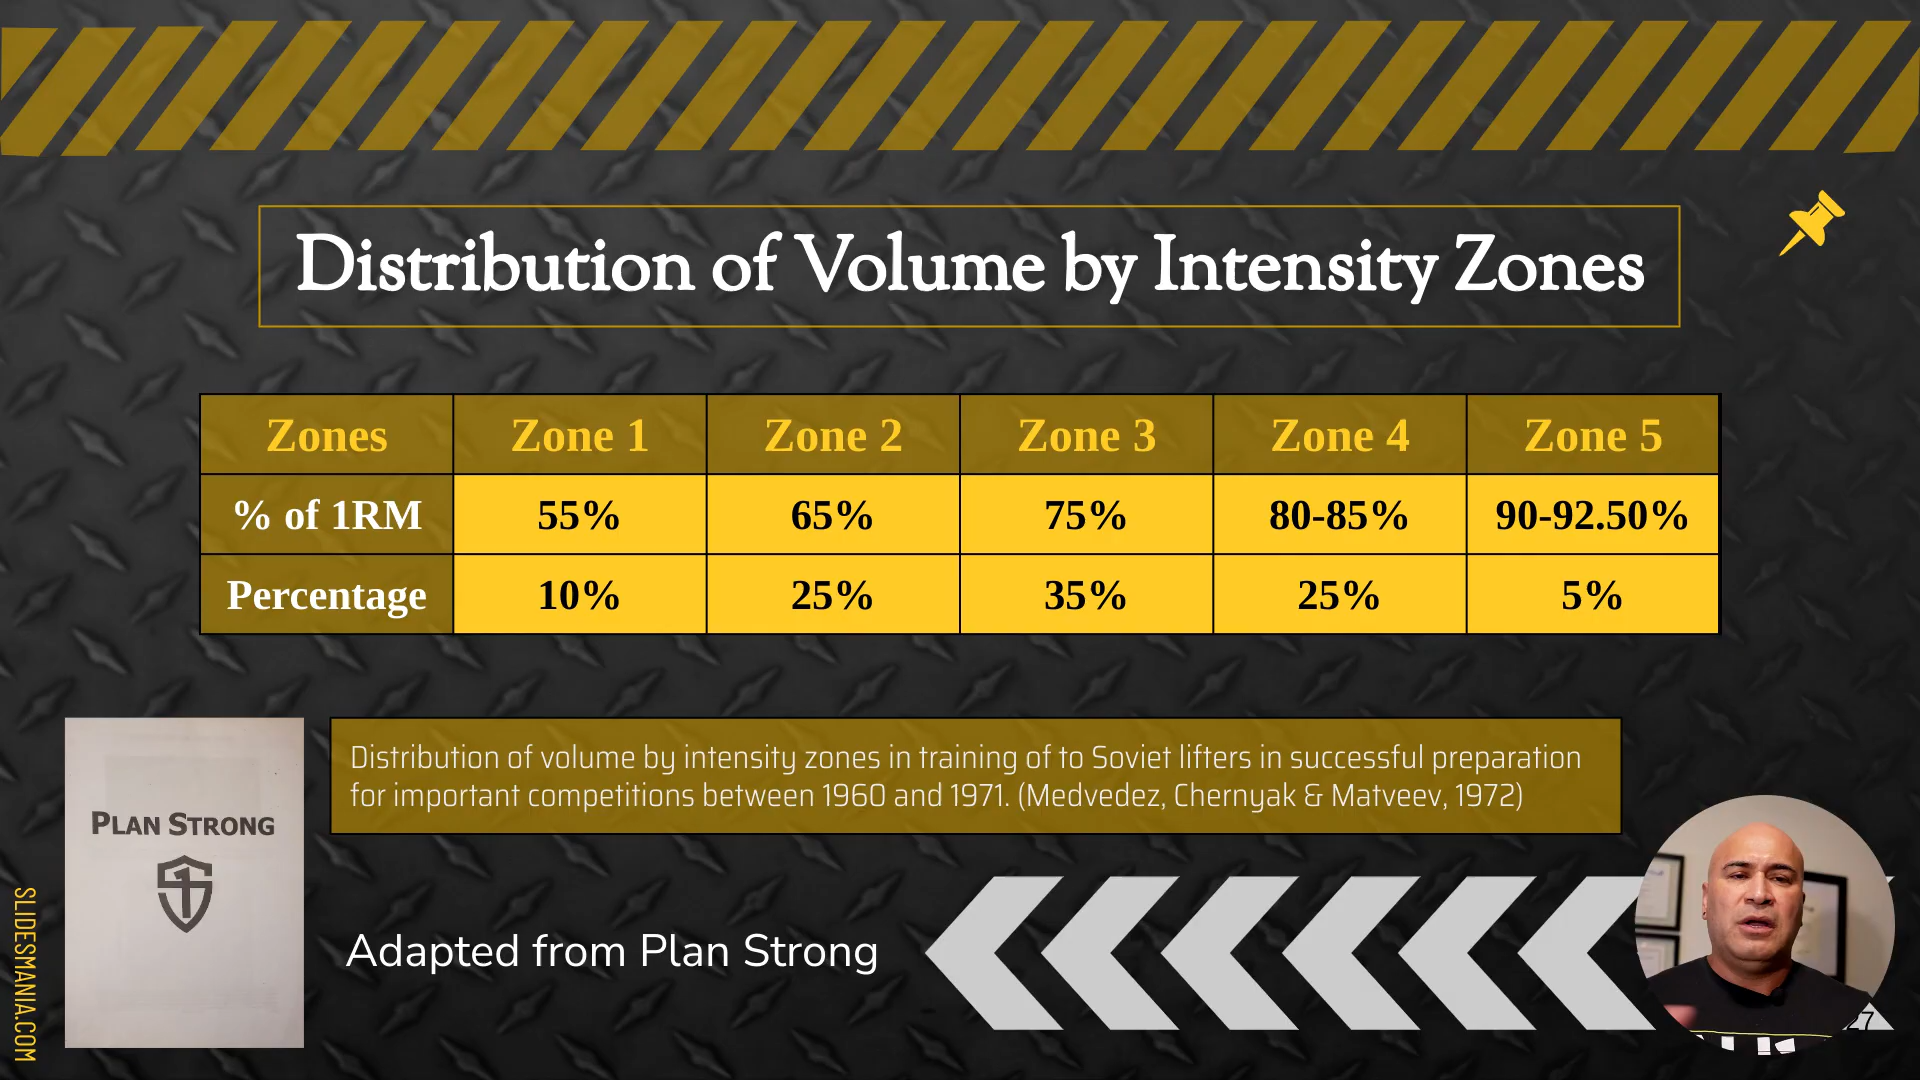 Distribution of Volume by Intensity Zones
Zones Zone 1 Zone 2 Zone 3 Zone 4 Zone 5
% of 1RM 55% 65% 75% 80-85% 90-92.50%
Percentage 10% 25% 35% 25% 5%
PLAN STRONG
Distribution of volume by intensity zones in training of to Soviet lifters in successful preparation
for important competitions between 1960 and 1971. (Medvedez, Chernyak & Matveev, 1972)
Adapted from Plan Strong
SLIDESMANIA.COM
27